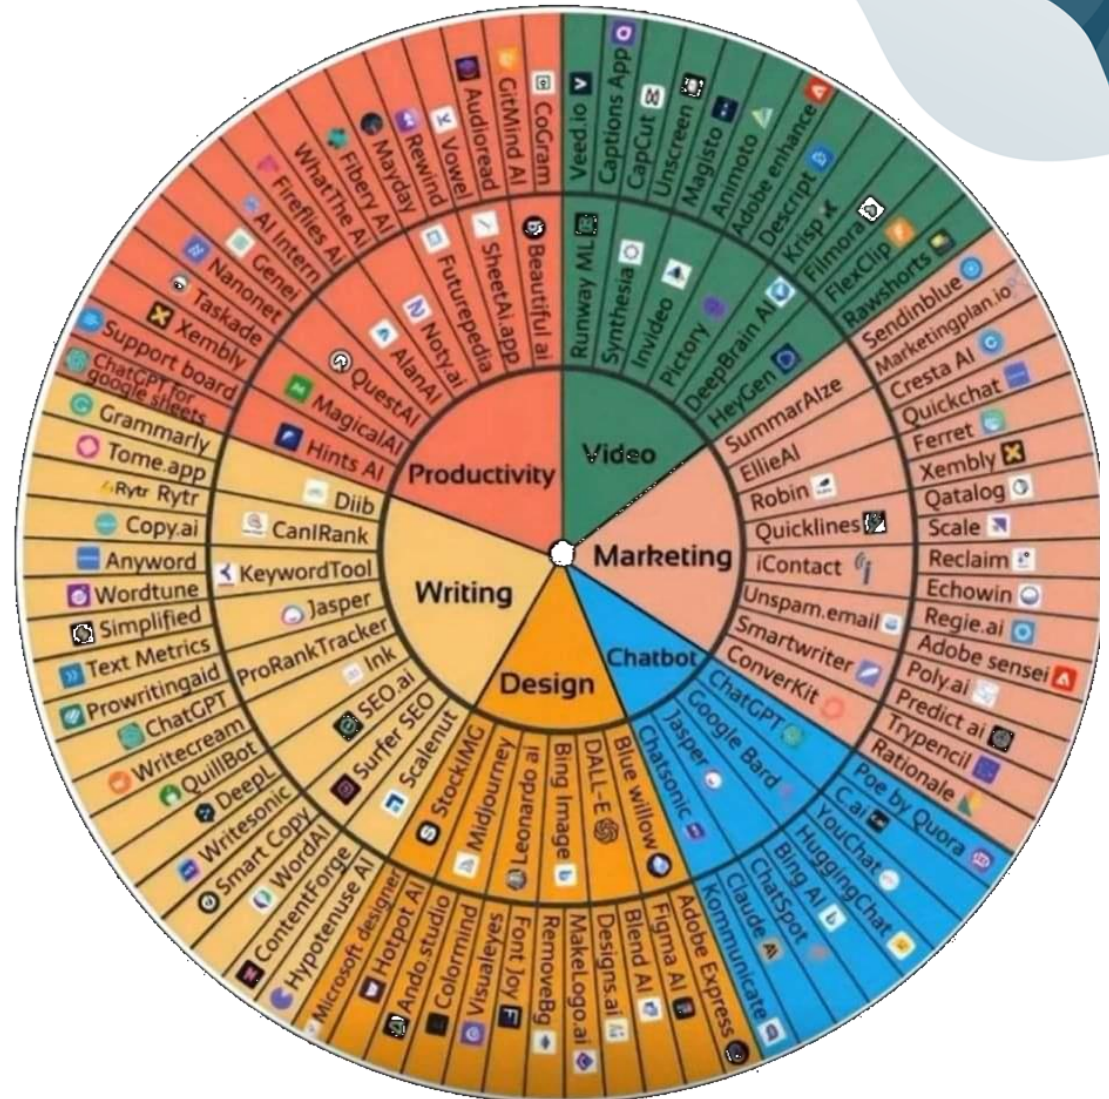 Productivity
Video
Marketing
Chatbot
Design
Writing
Hints AI
MagicalAI
QuestAI
AlanAI
Noty.ai
Futurepedia
SheetAi.app
Beautiful ai
ChatGPT for
google sheets
Support board
Xembly
Taskade
Nanonet
Genei
AI Intern
Fireflies Ai
WhatThe Ai
Fibery AI
Mayday
Rewind
Vowel
Audioread
GitMind AI
CoGram
Runway ML
Synthesia
Invideo
Pictory
DeepBrain AI
HeyGen
Veed.io
Captions App
CapCut
Unscreen
Magisto
Animoto
Adobe enhance
Descript
Krisp
Filmora
FlexClip
Rawshorts
SummarAIze
EllieAI
Robin
Quicklines
iContact
Unspam.email
Smartwriter
ConverKit
Sendinblue
Marketingplan.io
Cresta AI
Quickchat
Ferret
Xembly
Qatalog
Scale
Reclaim
Echowin
Regie.ai
Adobe sensei
Poly.ai
Predict ai
Trypencil
Rationale
ChatGPT
Google Bard
Jasper
Chatsonic
Poe by Quora
C.ai
YouChat
HuggingChat
Bing AI
ChatSpot
Claude
Kommunicate
Blue willow
DALL-E
Bing Image
Leonardo ai
Midjourney
StockIMG
Adobe Express
Figma AI
Blend AI
Designs.ai
MakeLogo.ai
RemoveBg
Font Joy
Visualeyes
Colormind
Ando.studio
Hotpot AI
Microsoft designer
Scalenut
Surfer SEO
SEO.ai
Ink
ProRankTracker
Jasper
KeywordTool
CanIRank
Diib
Hypotenuse AI
ContentForge
WordAI
Smart Copy
Writesonic
DeepL
QuillBot
Writecream
ChatGPT
Prowritingaid
Text Metrics
Simplified
Wordtune
Anyword
Copy.ai
Rytr Rytr
Tome.app
Grammarly